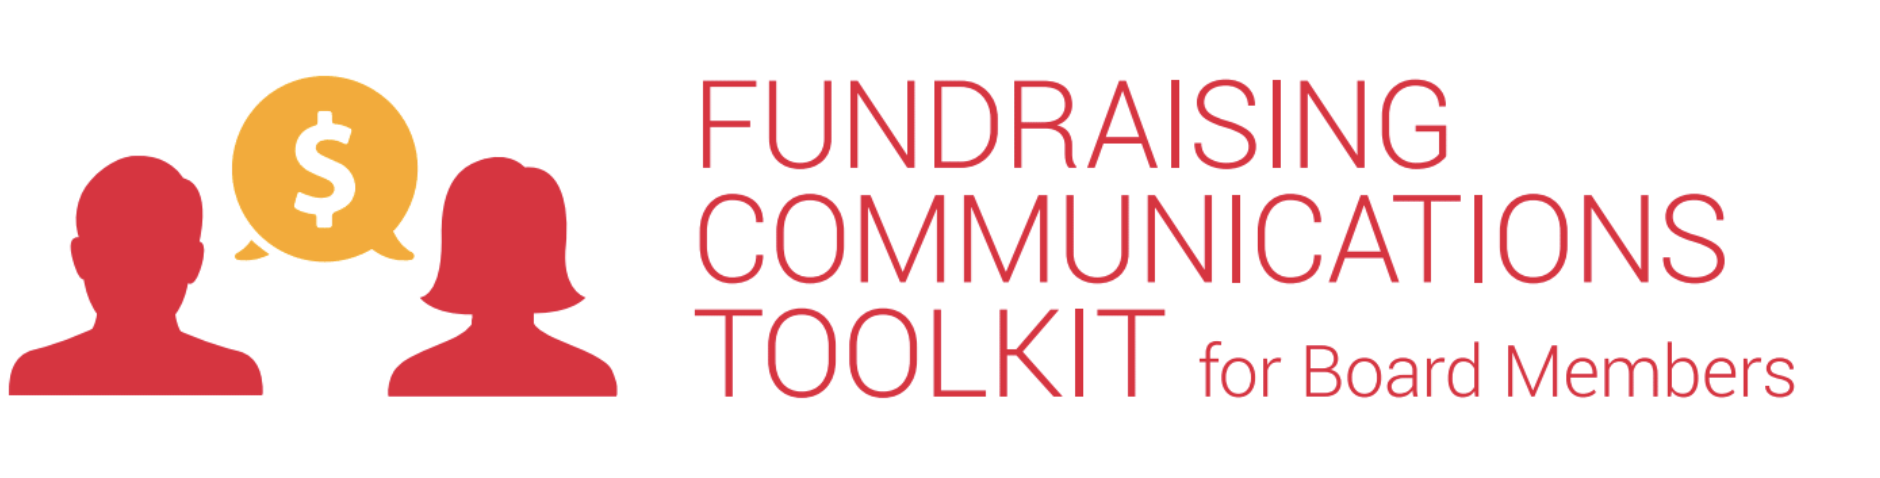 $
FUNDRAISING
COMMUNICATIONS
TOOLKIT for Board Members